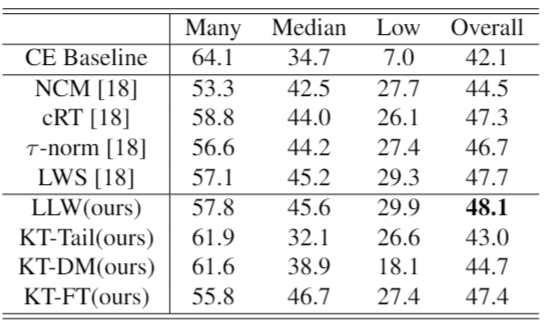 Many Median Low Overall
CE Baseline 64.1 34.7 7.0 42.1
NCM [18] 53.3 42.5 27.7 44.5
cRT [18] 58.8 44.0 26.1 47.3
τ-norm [18] 56.6 44.2 27.4 46.7
LWS [18] 57.1 45.2 29.3 47.7
LLW(ours) 57.8 45.6 29.9 48.1
KT-Tail(ours) 61.9 32.1 26.6 43.0
KT-DM(ours) 61.6 38.9 18.1 44.7
KT-FT(ours) 55.8 46.7 27.4 47.4